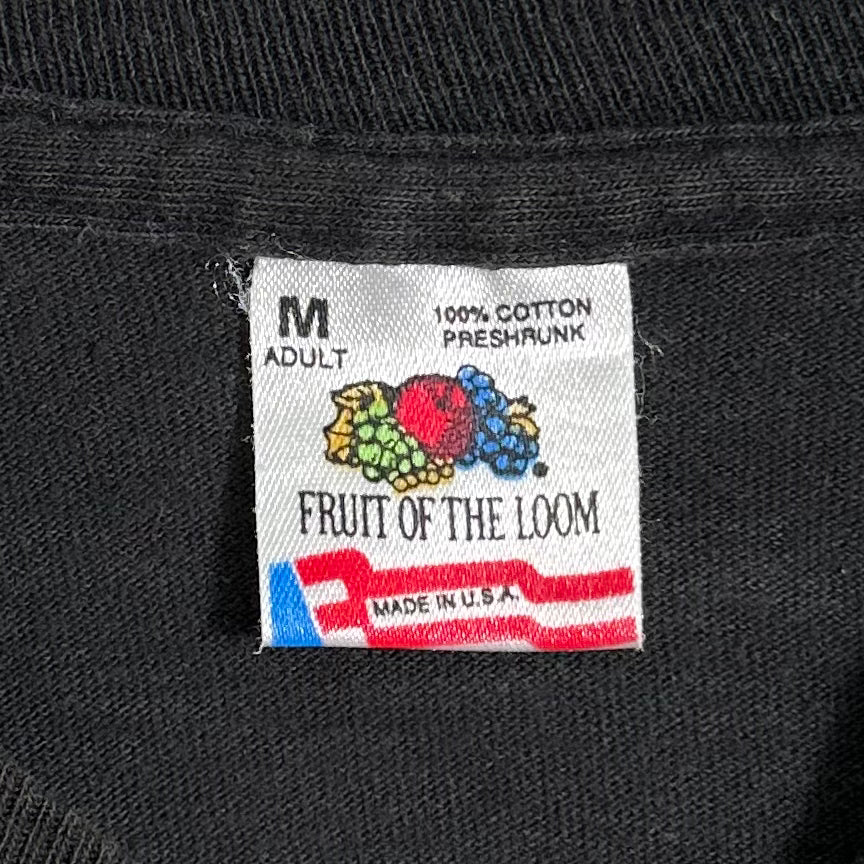 M
ADULT
100% COTTON
PRESHRUNK
FRUIT OF THE LOOM
MADE IN U.S.A.